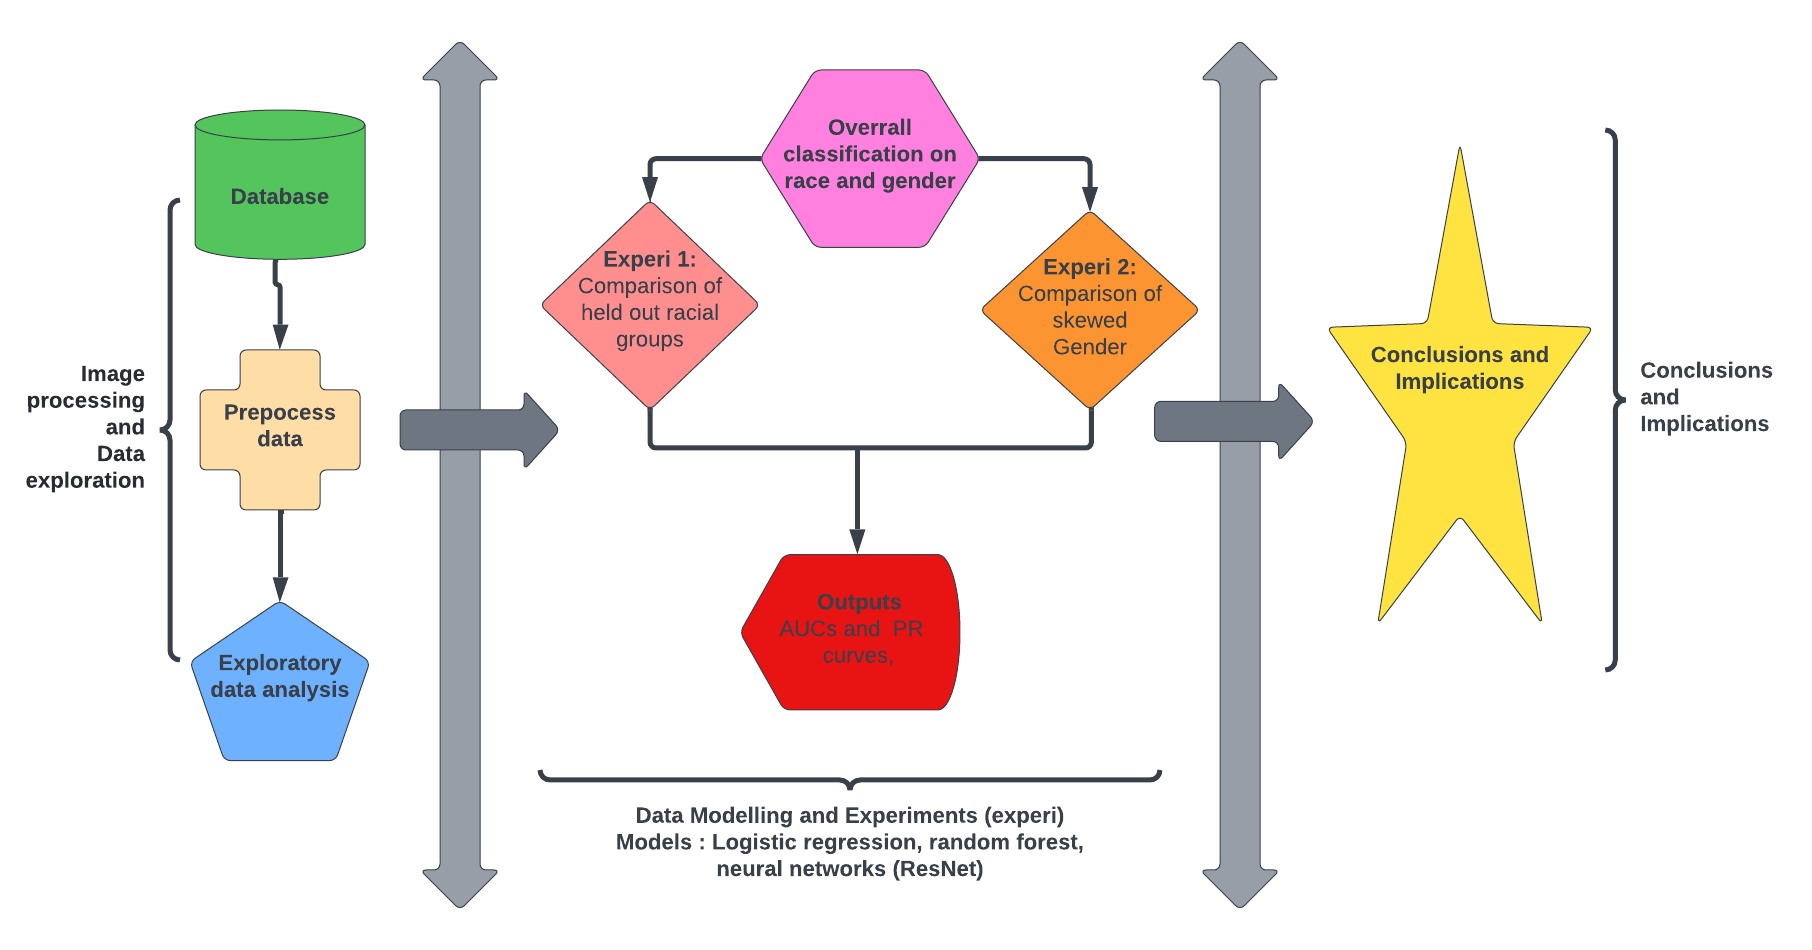 Database
Image
processing
and
Data
exploration
Prepocess
data
Exploratory
data analysis
Overrall
classification on
race and gender
Experi 1:
Comparison of
held out racial
groups
Experi 2:
Comparison of
skewed
Gender
Outputs
AUCs and  PR
curves,
Data Modelling and Experiments (experi)
Models : Logistic regression, random forest,
neural networks (ResNet)
Conclusions and
Implications
Conclusions
and
Implications